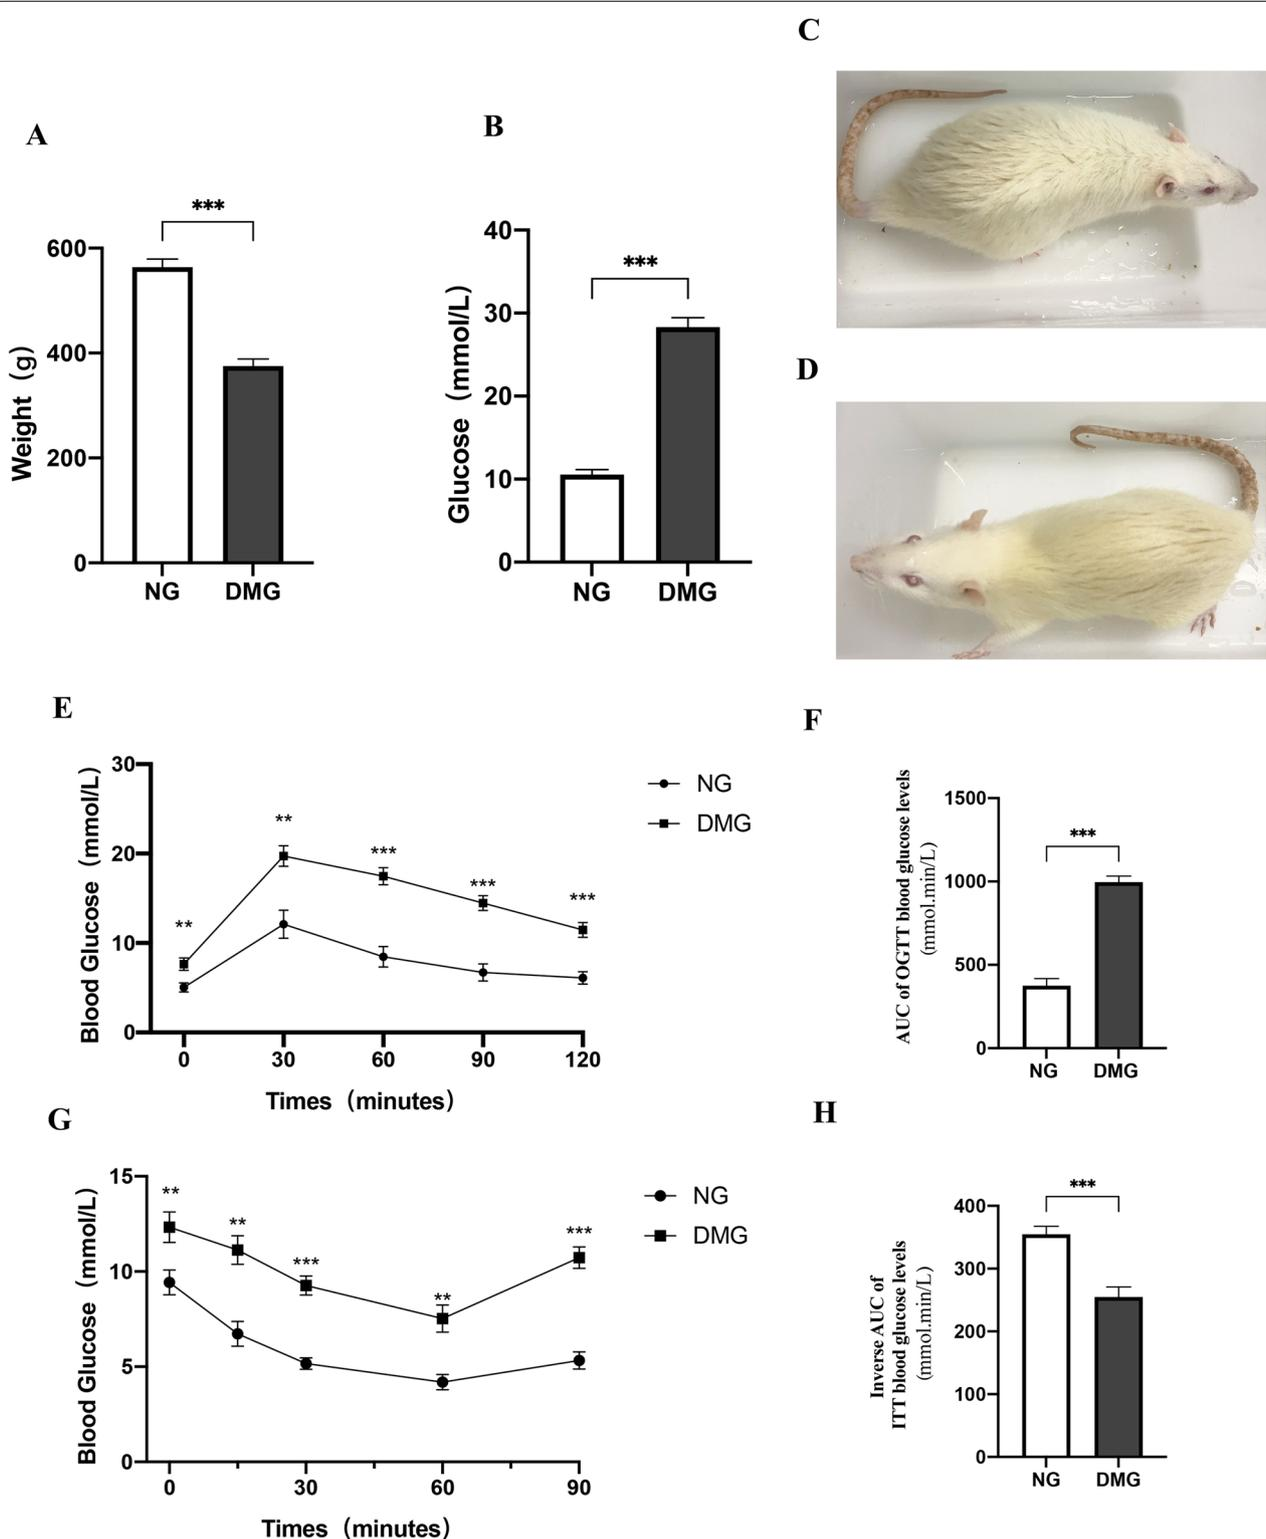 A
***
600
400
200
0
Weight（g)
NG DMG
B
***
40
30
20
10
0
Glucose（mmol/L)
NG DMG
C
D
E
30
20
10
0
Blood Glucose（mmol/L)
** ** *** *** ***
0 30 60 90 120
Times（minutes)
NG
DMG
F
***
1500
1000
500
0
AUC of OGTT blood glucose levels
(mmol.min/L)
NG DMG
G
15
10
5
0
Blood Glucose（mmol/L)
** ** *** ** ***
0 30 60 90
Times（minutes)
NG
DMG
H
***
400
300
200
100
0
Inverse AUC of
ITT blood glucose levels
(mmol.min/L)
NG DMG